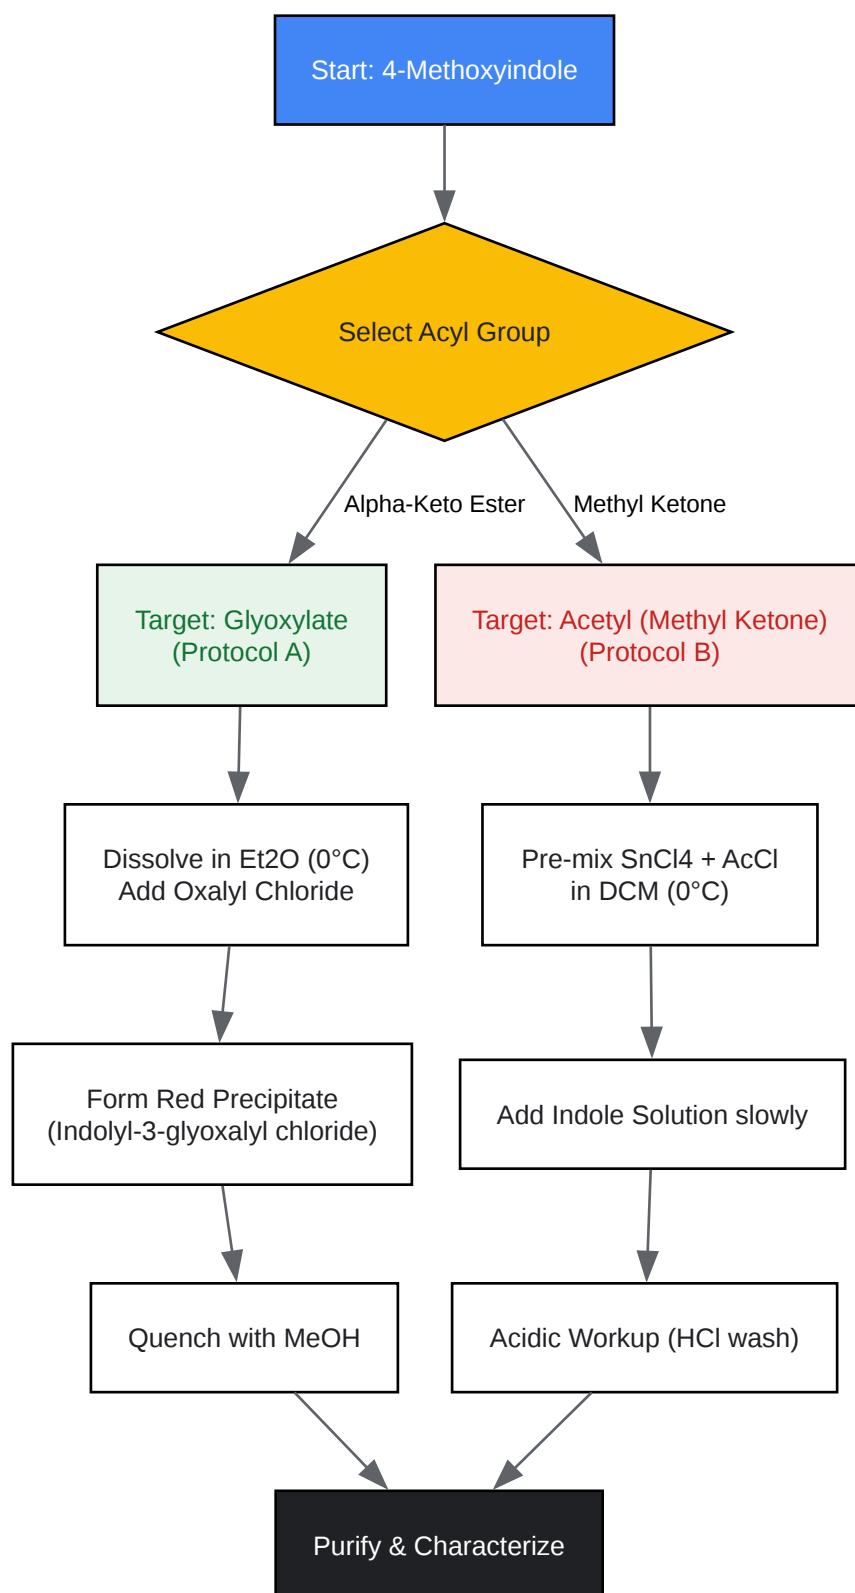 Start: 4-Methoxyindole
Select Acyl Group
Alpha-Keto Ester
Methyl Ketone
Target: Glyoxylate
(Protocol A)
Target: Acetyl (Methyl Ketone)
(Protocol B)
Dissolve in Et2O (0°C)
Add Oxalyl Chloride
Pre-mix SnCl4 + AcCl
in DCM (0°C)
Form Red Precipitate
(Indolyl-3-glyoxalyl chloride)
Add Indole Solution slowly
Quench with MeOH
Acidic Workup (HCl wash)
Purify & Characterize